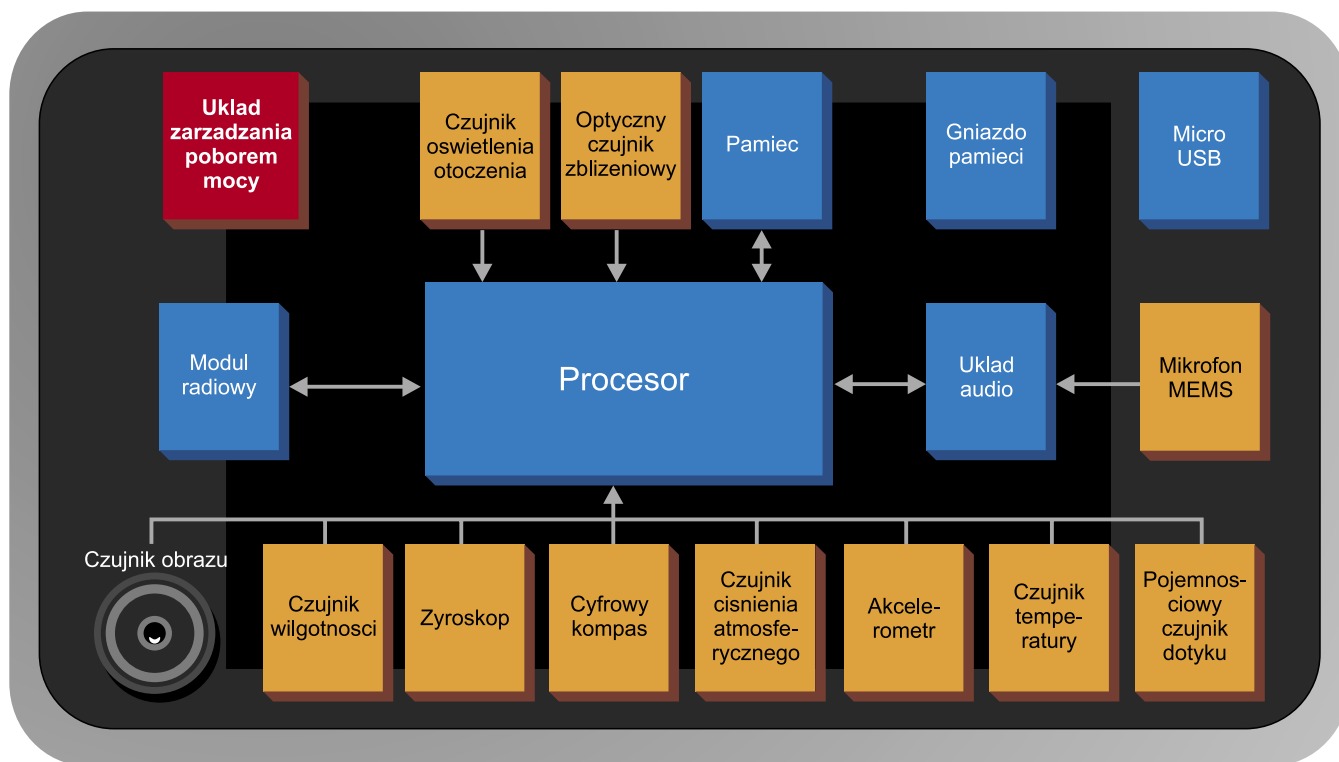 Uklad
zarzadzania
poborem
mocy
Czujnik
oswietlenia
otoczenia
Optyczny
czujnik
zblizeniowy
Pamiec
Gniazdo
pamieci
Micro
USB
Modul
radiowy
Procesor
Uklad
audio
Mikrofon
MEMS
Czujnik obrazu
Czujnik
wilgotnosci
Zyroskop
Cyfrowy
kompas
Czujnik
cisnienia
atmosfe-
rycznego
Akcele-
rometr
Czujnik
tempe-
ratury
Pojemnos-
ciowy
czujnik
dotyku